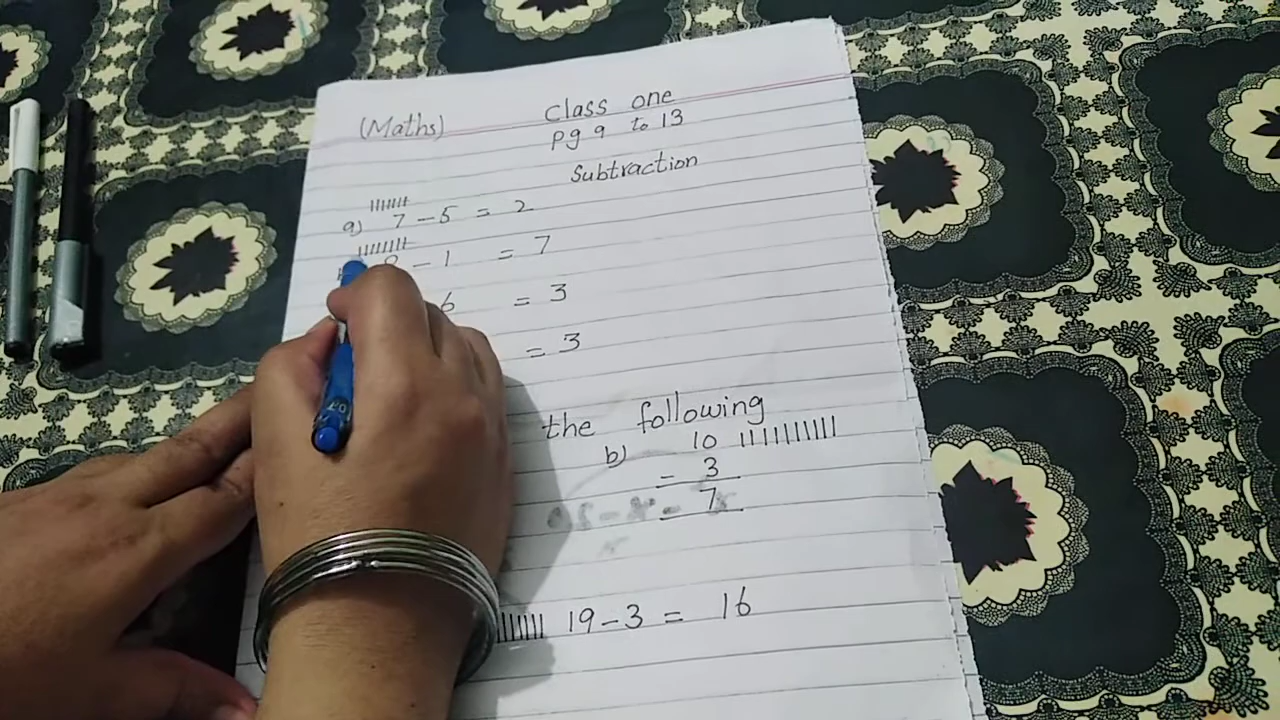 (Maths) Class one
pg 9 to 13
Subtraction
a) 7 - 5 = 2
8 - 1 = 7
6 = 3
= 3
the following
b) 10
- 3
7
19 - 3 = 16